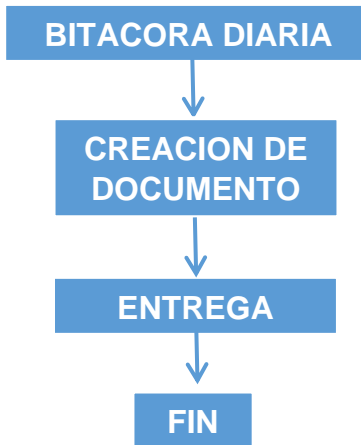 BITACORA DIARIA
CREACION DE
DOCUMENTO
ENTREGA
FIN